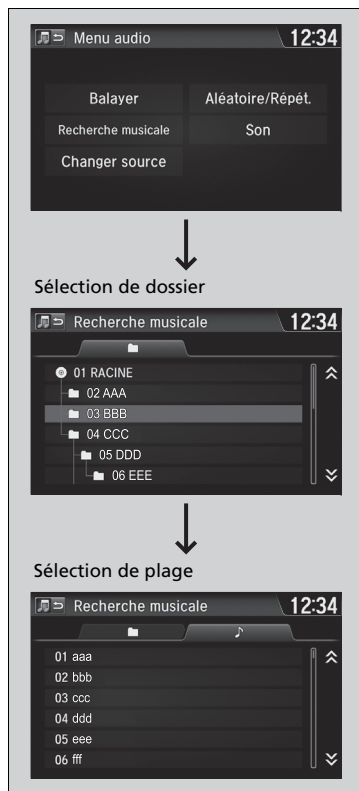 Menu audio 12:34
Balayer Aléatoire/Répét.
Recherche musicale Son
Changer source
Sélection de dossier
Recherche musicale 12:34
01 RACINE
02 AAA
03 BBB
04 CCC
05 DDD
06 EEE
Sélection de plage
Recherche musicale 12:34
01 aaa
02 bbb
03 ccc
04 ddd
05 eee
06 fff